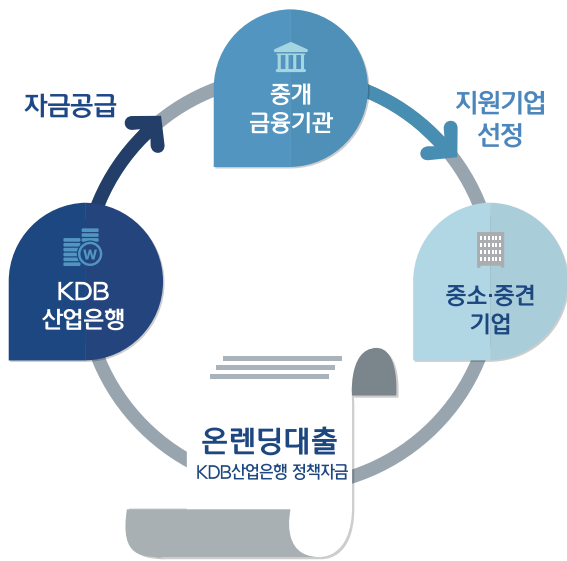 중개
금융기관
자금공급
지원기업
선정
W
KDB
산업은행
중소·중견
기업
온렌딩대출
KDB산업은행 정책자금